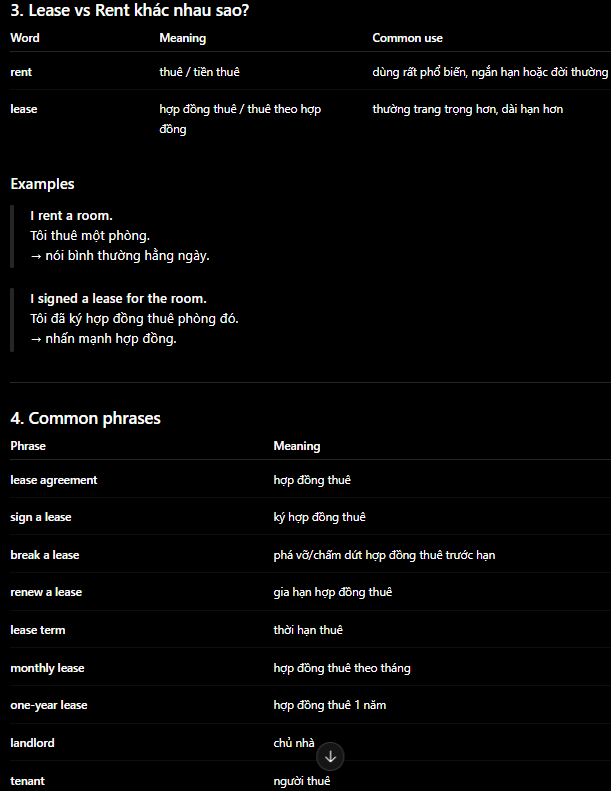 3. Lease vs Rent khác nhau sao?
Word Meaning Common use
rent thuê / tiền thuê dùng rất phổ biến, ngắn hạn hoặc đời thường
lease hợp đồng thuê / thuê theo hợp thường trang trọng hơn, dài hạn hơn
đồng
Examples
I rent a room.
Tôi thuê một phòng.
→ nói bình thường hằng ngày.
I signed a lease for the room.
Tôi đã ký hợp đồng thuê phòng đó.
→ nhấn mạnh hợp đồng.
4. Common phrases
Phrase Meaning
lease agreement hợp đồng thuê
sign a lease ký hợp đồng thuê
break a lease phá vỡ/chấm dứt hợp đồng thuê trước hạn
renew a lease gia hạn hợp đồng thuê
lease term thời hạn thuê
monthly lease hợp đồng thuê theo tháng
one-year lease hợp đồng thuê 1 năm
landlord chủ nhà
tenant người thuê